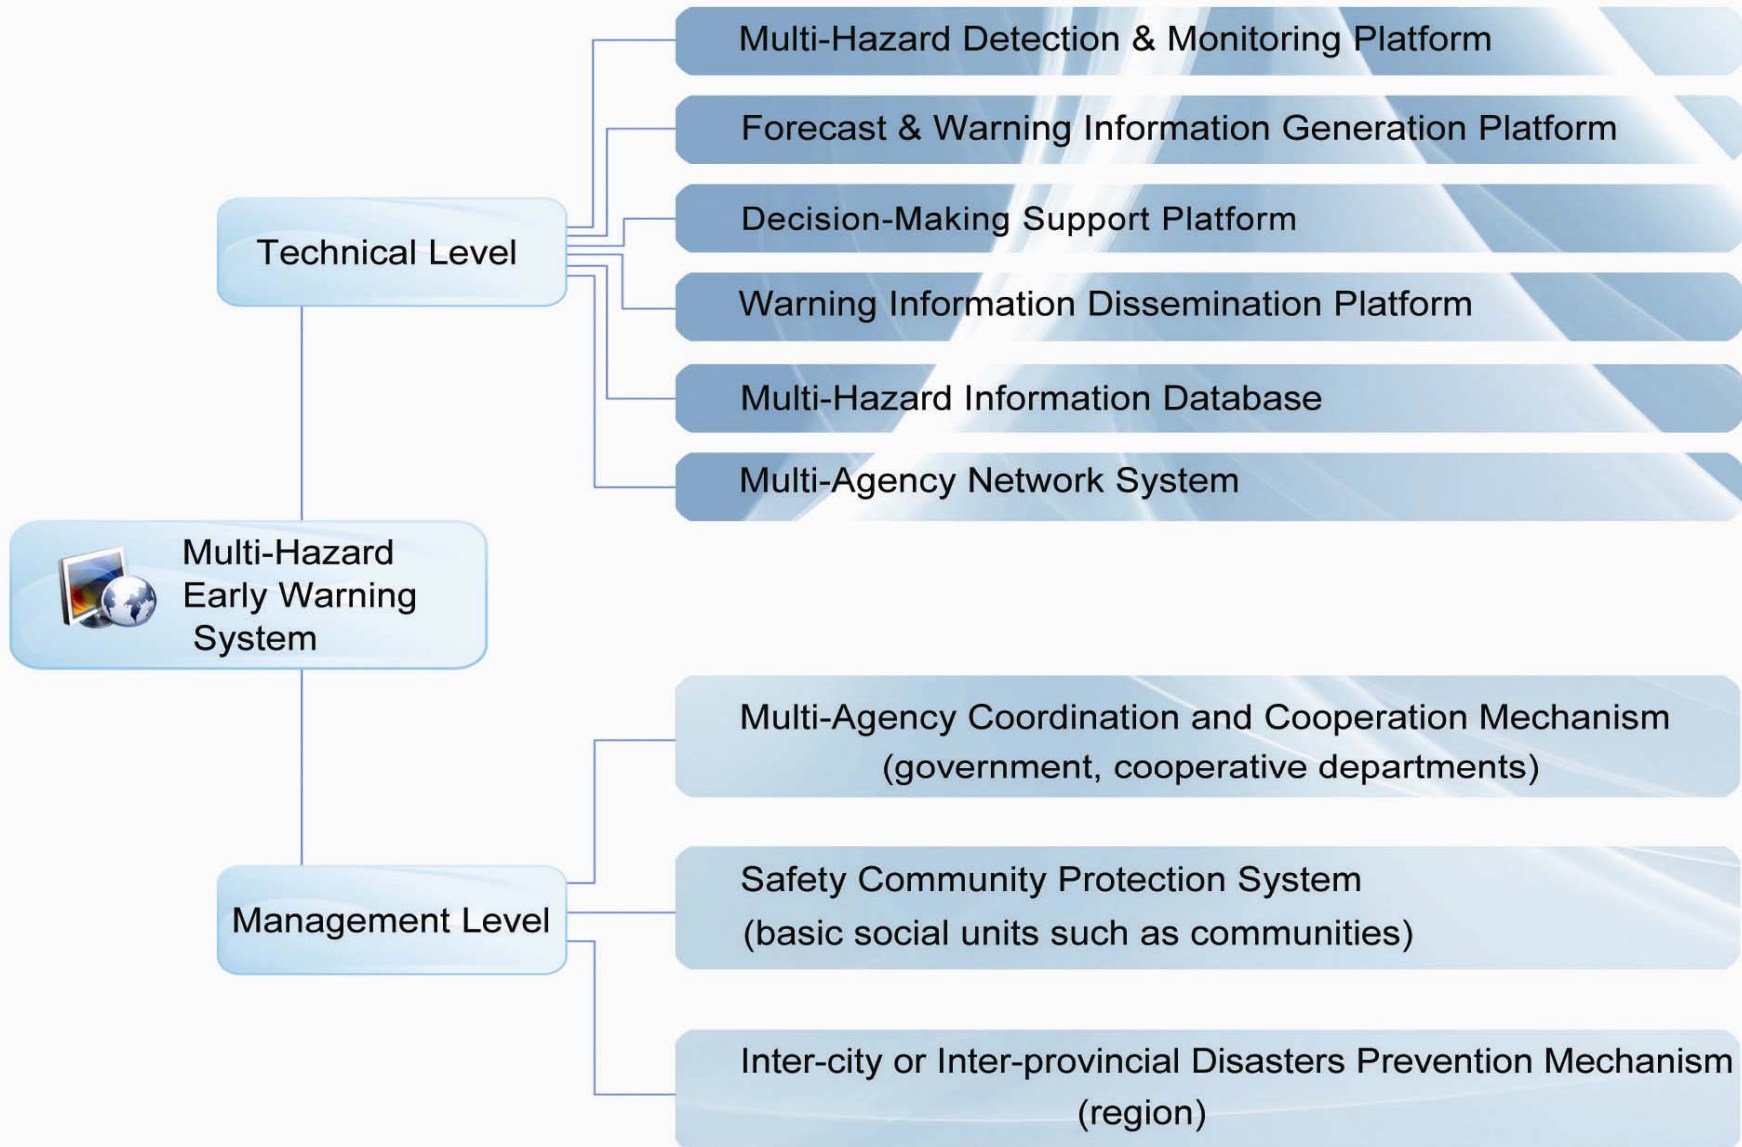 Multi-Hazard Detection & Monitoring Platform
Forecast & Warning Information Generation Platform
Technical Level
Decision-Making Support Platform
Warning Information Dissemination Platform
Multi-Hazard Information Database
Multi-Agency Network System
Multi-Hazard
Early Warning
System
Multi-Agency Coordination and Cooperation Mechanism
(government, cooperative departments)
Management Level
Safety Community Protection System
(basic social units such as communities)
Inter-city or Inter-provincial Disasters Prevention Mechanism
(region)